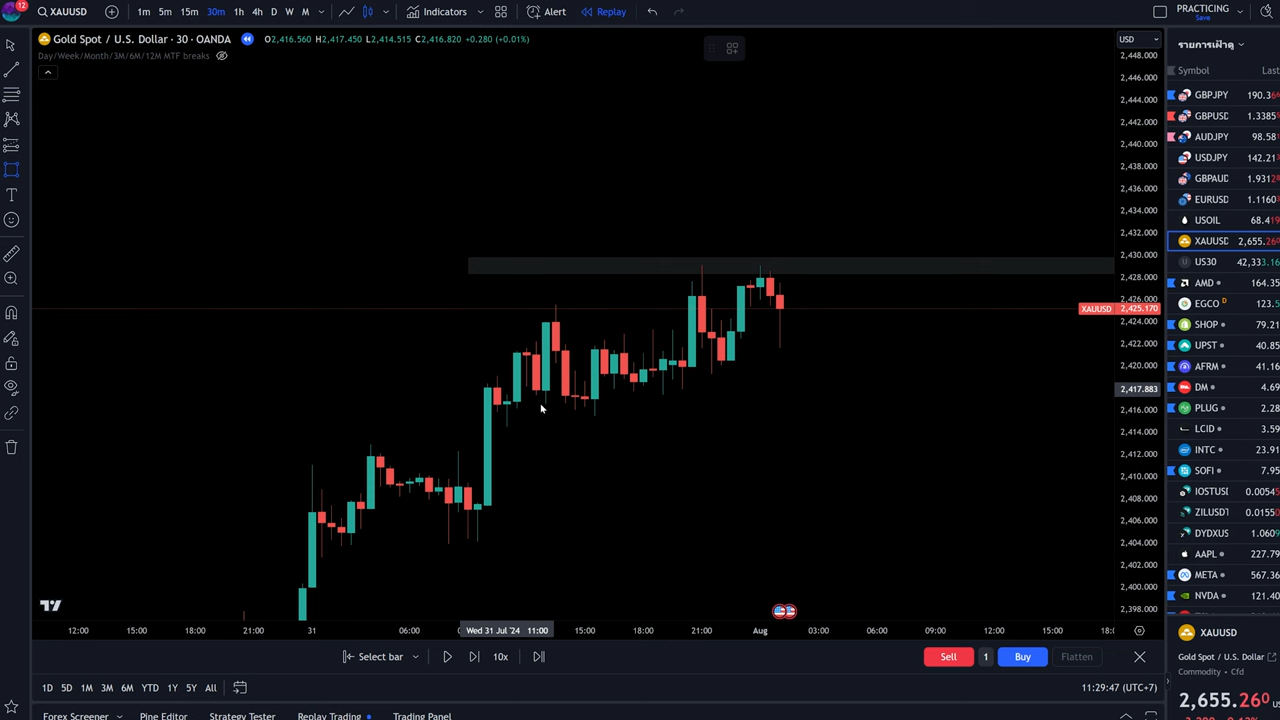 12 XAUUSD 1m 5m 15m 30m 1h 4h D W M Indicators Alert Replay PRACTICING Save
Gold Spot / U.S. Dollar · 30 · OANDA O2,416.560 H2,417.450 L2,414.515 C2,416.820 +0.280 (+0.01%)
Day/Week/Month/3M/6M/12M MTF breaks
USD
2,448.000
2,446.000
2,444.000
2,442.000
2,440.000
2,438.000
2,436.000
2,434.000
2,432.000
2,430.000
2,428.000
2,426.000
XAUUSD 2,425.170
2,424.000
2,422.000
2,420.000
2,417.883
2,416.000
2,414.000
2,412.000
2,410.000
2,408.000
2,406.000
2,404.000
2,402.000
2,400.000
2,398.000
12:00 15:00 18:00 21:00 31 06:00 Wed 31 Jul '24 11:00 15:00 18:00 21:00 Aug 03:00 06:00 09:00 12:00 15:00 18:
Select bar 10x Sell 1 Buy Flatten
1D 5D 1M 3M 6M YTD 1Y 5Y All 11:29:47 (UTC+7)
Forex Screener Pine Editor Strategy Tester Replay Trading Trading Panel
รายการเฝ้าดู
Symbol Last
GBPJPY 190.36
GBPUSD 1.3385
AUDJPY 98.58
USDJPY 142.21
GBPAUD 1.931
EURUSD 1.1160
USOIL 68.419
XAUUSD 2,655.260
US30 42,333.16
AMD 164.35
EGCO D 123.5
SHOP 79.21
UPST 40.85
AFRM 41.16
DM 4.69
PLUG 2.28
LCID 3.59
INTC 23.91
SOFI 7.95
IOSTUSD 0.0054
ZILUSDT 0.0155
DYDXUS 1.060
AAPL 227.79
META 567.36
NVDA 121.40
XAUUSD
Gold Spot / U.S. Dollar
Commodity • Cfd
2,655.260